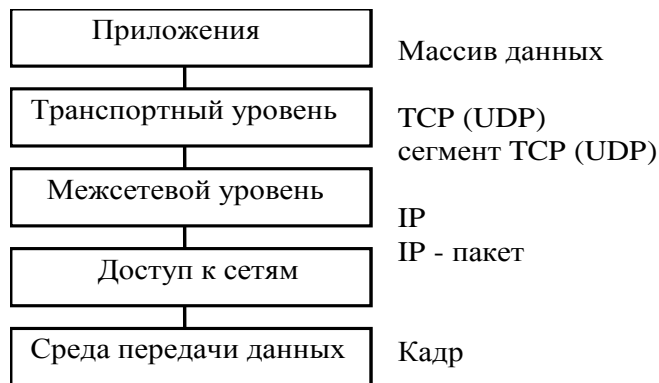 Приложения
Массив данных
Транспортный уровень
TCP (UDP)
сегмент TCP (UDP)
Межсетевой уровень
IP
IP - пакет
Доступ к сетям
Среда передачи данных
Кадр